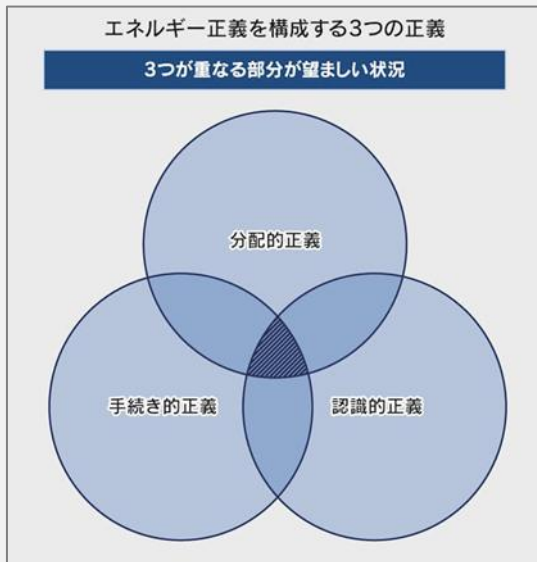 エネルギー正義を構成する3つの正義
3つが重なる部分が望ましい状況
分配的正義
手続き的正義
認識的正義